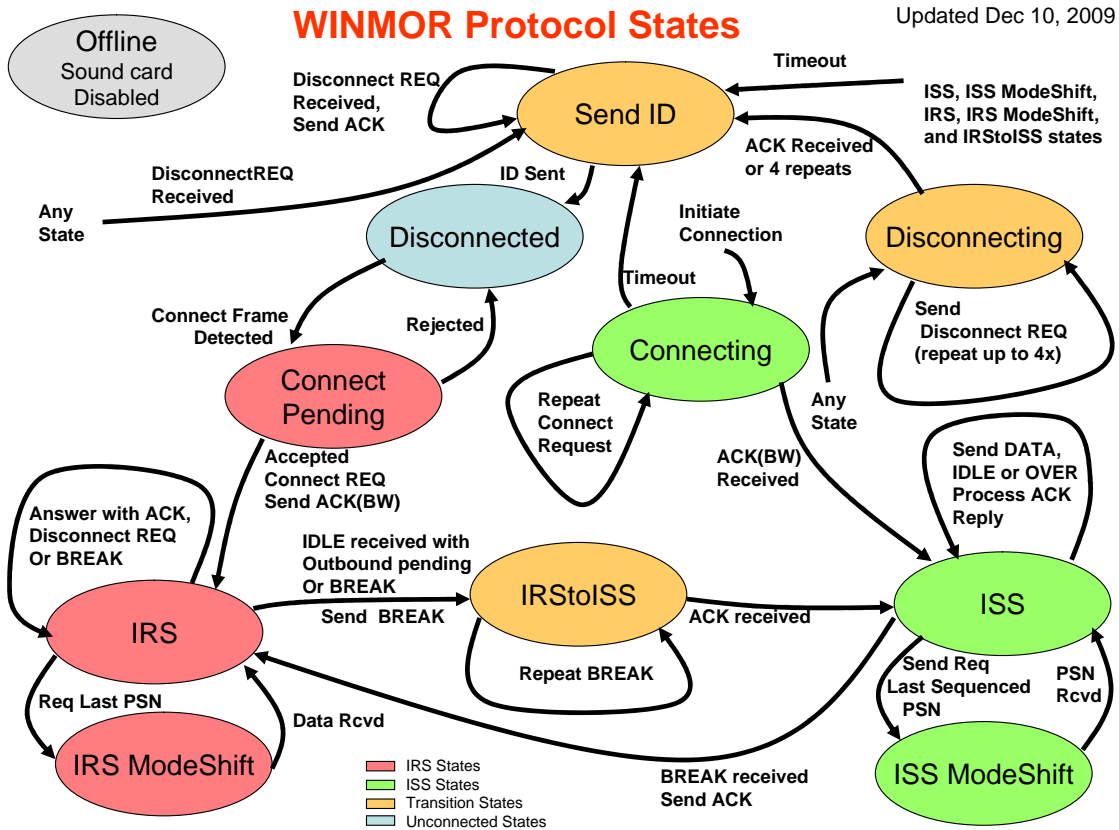 WINMOR Protocol States
Updated Dec 10, 2009
Offline
Sound card
Disabled
Disconnect REQ
Received,
Send ACK
Send ID
Timeout
ISS, ISS ModeShift,
IRS, IRS ModeShift,
and IRStoISS states
ACK Received
or 4 repeats
DisconnectREQ
Received
Any
State
ID Sent
Disconnected
Initiate
Connection
Disconnecting
Timeout
Connect Frame
Detected
Rejected
Send
Disconnect REQ
(repeat up to 4x)
Connecting
Connect
Pending
Repeat
Connect
Request
Any
State
Accepted
Connect REQ
Send ACK(BW)
ACK(BW)
Received
Send DATA,
IDLE or OVER
Process ACK
Reply
Answer with ACK,
Disconnect REQ
Or BREAK
IDLE received with
Outbound pending
Or BREAK
Send BREAK
IRStoISS
ACK received
ISS
IRS
Repeat BREAK
Send Req
Last Sequenced
PSN
PSN
Rcvd
Req Last PSN
Data Rcvd
IRS ModeShift
ISS ModeShift
BREAK received
Send ACK
IRS States
ISS States
Transition States
Unconnected States